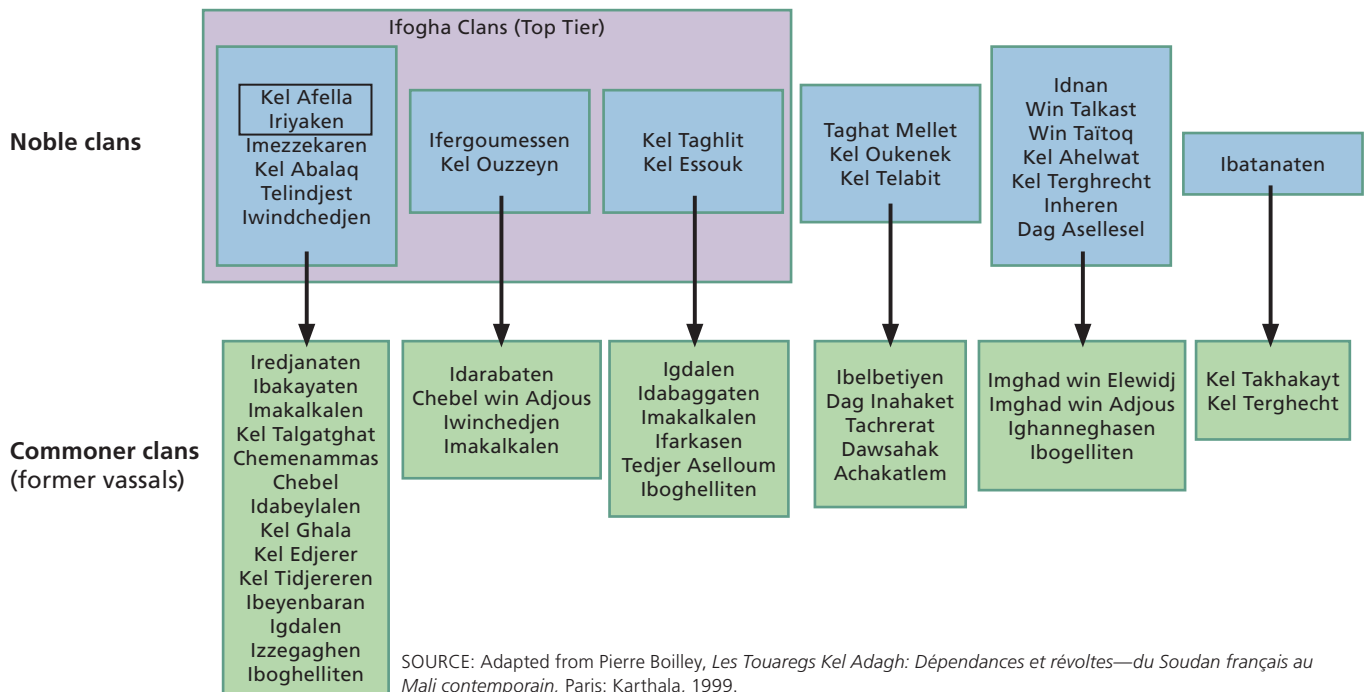 Ifogha Clans (Top Tier)
Noble clans
Kel Afella
Iriyaken
Imezzekaren
Kel Abalaq
Telindjest
Iwindchedjen
Ifergoumessen
Kel Ouzzeyn
Kel Taghlit
Kel Essouk
Taghat Mellet
Kel Oukenek
Kel Telabit
Idnan
Win Talkast
Win Taïtoq
Kel Ahelwat
Kel Terghrecht
Inheren
Dag Asellesel
Ibatanaten
Commoner clans
(former vassals)
Iredjanaten
Ibakayaten
Imakalkalen
Kel Talgatghat
Chemenammas
Chebel
Idabeylalen
Kel Ghala
Kel Edjerer
Kel Tidjereren
Ibeyenbaran
Igdalen
Izzegaghen
Iboghelliten
Idarabaten
Chebel win Adjous
Iwinchedjen
Imakalkalen
Igdalen
Idabaggaten
Imakalkalen
Ifarkasen
Tedjer Aselloum
Iboghelliten
Ibelbetiyen
Dag Inahaket
Tachrerat
Dawsahak
Achakatlem
Imghad win Elewidj
Imghad win Adjous
Ighanneghasen
Ibogelliten
Kel Takhakayt
Kel Terghecht
SOURCE: Adapted from Pierre Boilley, Les Touaregs Kel Adagh: Dépendances et révoltes—du Soudan français au
Mali contemporain, Paris: Karthala, 1999.